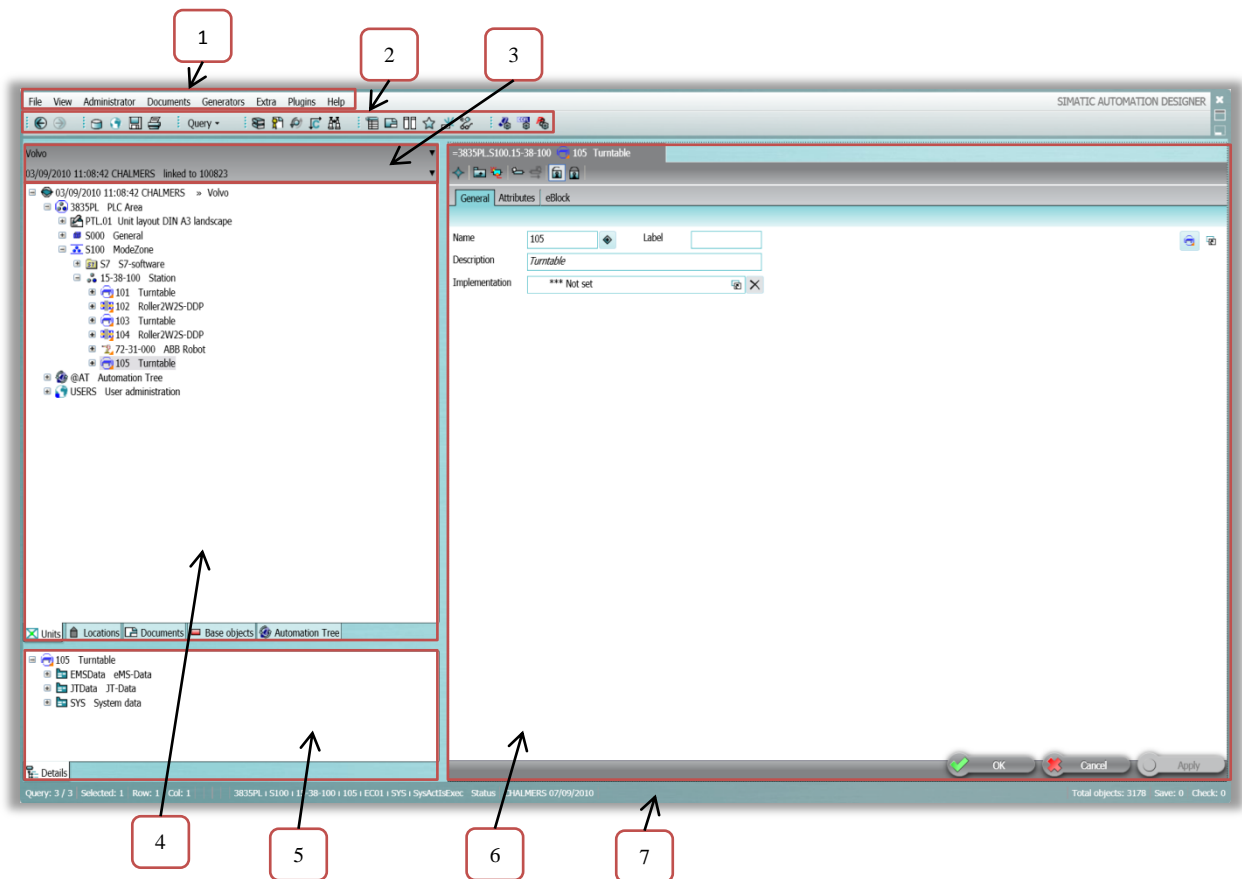 1
2
3
File View Administrator Documents Generators Extra Plugins Help
SIMATIC AUTOMATION DESIGNER
Query
Volvo
03/09/2010 11:08:42 CHALMERS linked to 100823
03/09/2010 11:08:42 CHALMERS » Volvo
3835PL PLC Area
PTL.01 Unit layout DIN A3 landscape
S000 General
S100 ModeZone
S7 S7-software
15-38-100 Station
101 Turntable
102 Roller2W2S-DDP
103 Turntable
104 Roller2W2S-DDP
72-31-000 ABB Robot
105 Turntable
@AT Automation Tree
USERS User administration
Units Locations Documents Base objects Automation Tree
105 Turntable
EMSData eMS-Data
JTData JT-Data
SYS System data
Details
=3835PL.S100.15-38-100 105 Turntable
General Attributes eBlock
Name 105 Label
Description Turntable
Implementation *** Not set
OK Cancel Apply
Query: 3 / 3 Selected: 1 Row: 1 Col: 1 3835PL ı S100 ı 15-38-100 ı 105 ı EC01 ı SYS ı SysActIsExec Status CHALMERS 07/09/2010 Total objects: 3178 Save: 0 Check: 0
4
5
6
7